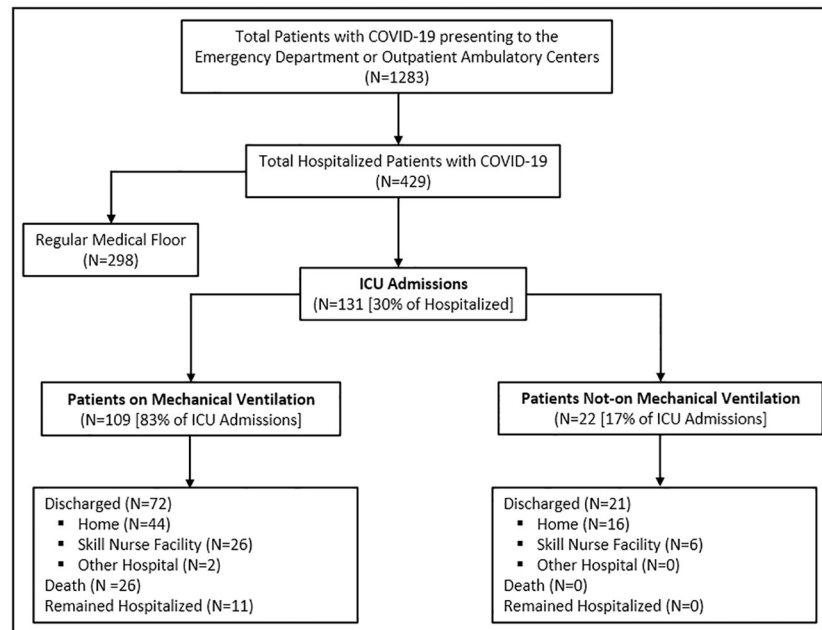 Total Patients with COVID-19 presenting to the
Emergency Department or Outpatient Ambulatory Centers
(N=1283)
Total Hospitalized Patients with COVID-19
(N=429)
Regular Medical Floor
(N=298)
ICU Admissions
(N=131 [30% of Hospitalized]
Patients on Mechanical Ventilation
(N=109 [83% of ICU Admissions]
Patients Not-on Mechanical Ventilation
(N=22 [17% of ICU Admissions]
Discharged (N=72)
▪ Home (N=44)
▪ Skill Nurse Facility (N=26)
▪ Other Hospital (N=2)
Death (N =26)
Remained Hospitalized (N=11)
Discharged (N=21)
▪ Home (N=16)
▪ Skill Nurse Facility (N=6)
▪ Other Hospital (N=0)
Death (N=0)
Remained Hospitalized (N=0)